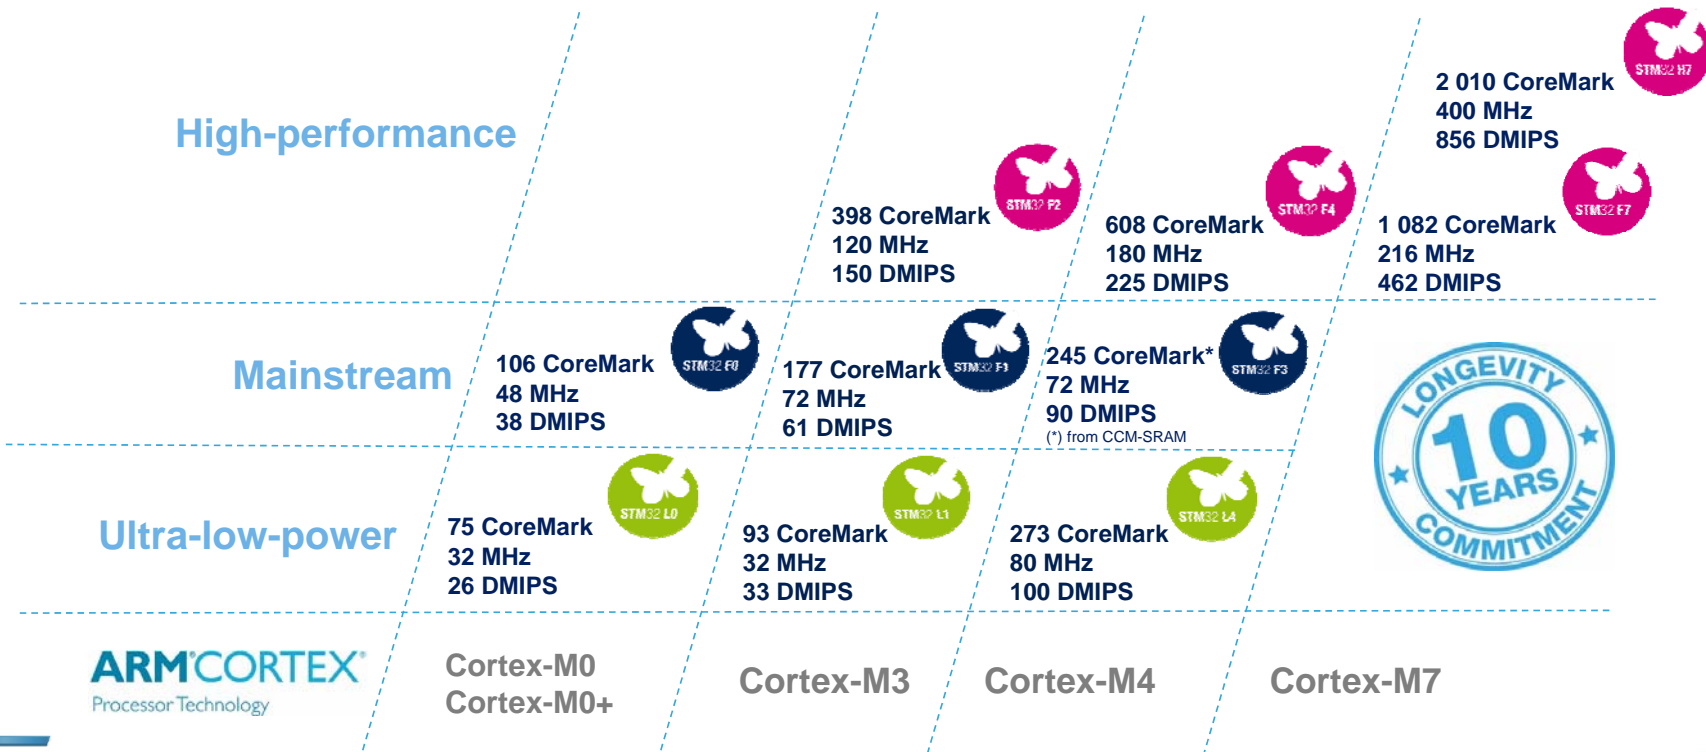 High-performance
2 010 CoreMark
400 MHz
856 DMIPS
STM32 H7
398 CoreMark
120 MHz
150 DMIPS
STM32 F2
608 CoreMark
180 MHz
225 DMIPS
STM32 F4
1 082 CoreMark
216 MHz
462 DMIPS
STM32 F7
Mainstream
106 CoreMark
48 MHz
38 DMIPS
STM32 F0
177 CoreMark
72 MHz
61 DMIPS
STM32 F1
245 CoreMark*
72 MHz
90 DMIPS
(*) from CCM-SRAM
STM32 F3
LONGEVITY
10
YEARS
COMMITMENT
Ultra-low-power
75 CoreMark
32 MHz
26 DMIPS
STM32 L0
93 CoreMark
32 MHz
33 DMIPS
STM32 L1
273 CoreMark
80 MHz
100 DMIPS
STM32 L4
ARM®CORTEX®
Processor Technology
Cortex-M0
Cortex-M0+
Cortex-M3
Cortex-M4
Cortex-M7